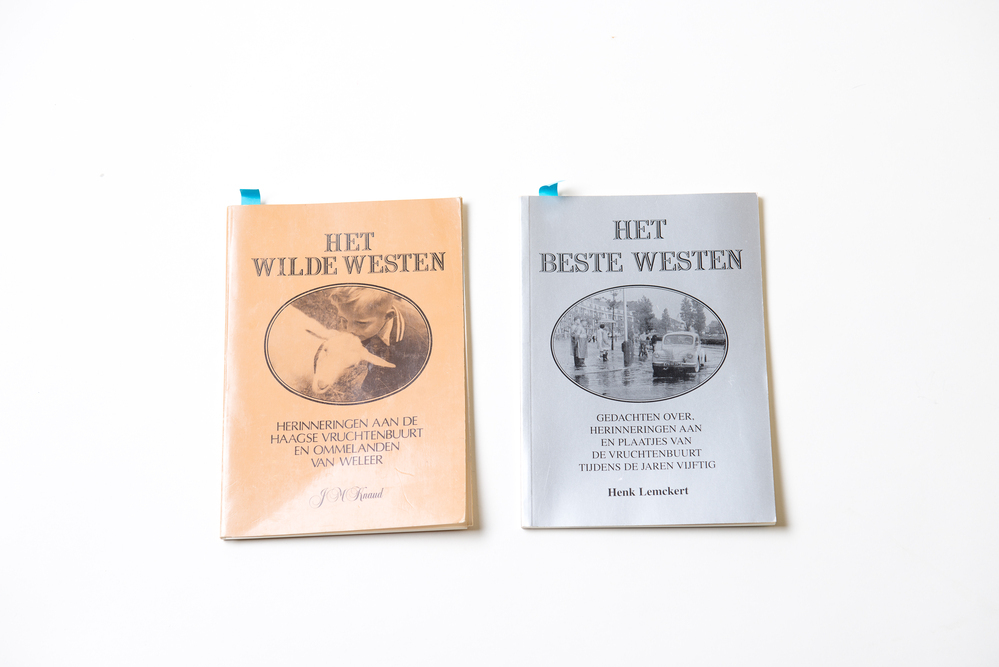 HET
WILDE WESTEN
HERINNERINGEN AAN DE
HAAGSE VRUCHTENBUURT
EN OMMELANDEN
VAN WELEER
J M Knaud
HET
BESTE WESTEN
GEDACHTEN OVER,
HERINNERINGEN AAN
EN PLAATJES VAN
DE VRUCHTENBUURT
TIJDENS DE JAREN VIJFTIG
Henk Lemckert